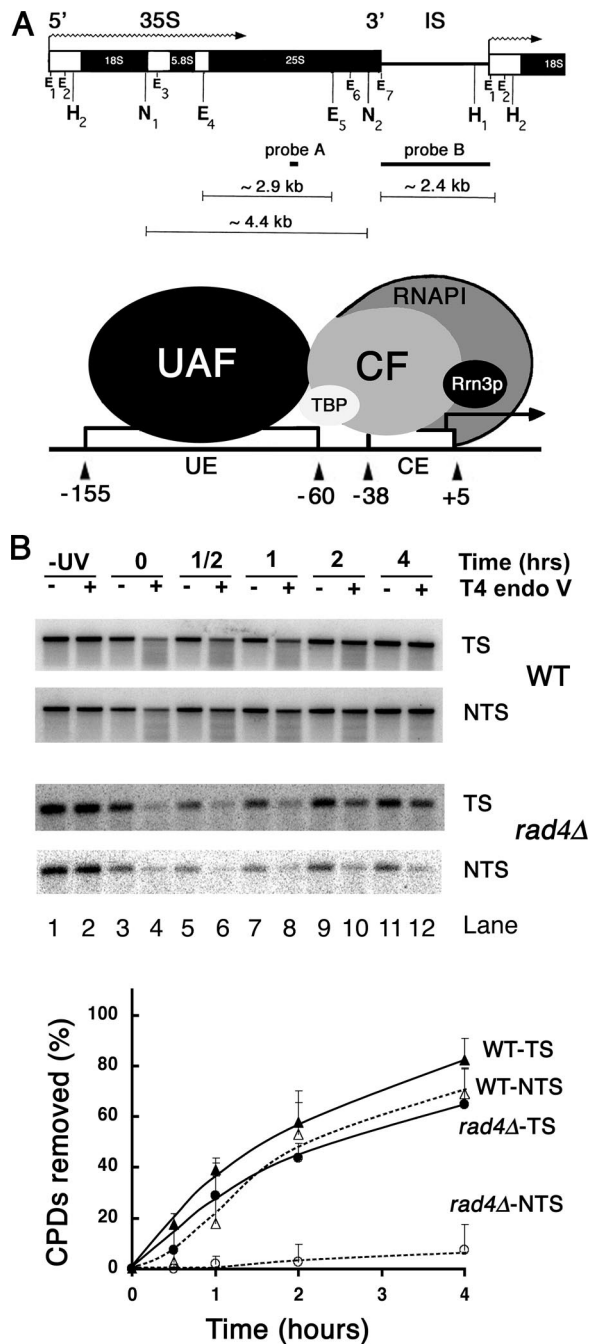 A
5' 35S 3' IS
18S 5.8S 25S 18S
E1 E2 E3 E6 E7 E1 E2
H2 N1 E4 E5 N2 H1 H2
probe A probe B
~ 2.9 kb ~ 2.4 kb
~ 4.4 kb
RNAPI
UAF CF
Rrn3p
TBP
UE CE
-155 -60 -38 +5
B
-UV 0 1/2 1 2 4 Time (hrs)
- + - + - + - + - + - + T4 endo V
TS
WT
NTS
TS
rad4Δ
NTS
1 2 3 4 5 6 7 8 9 10 11 12 Lane
100
80
60
40
20
0
CPDs removed (%)
WT-TS
WT-NTS
rad4Δ-TS
rad4Δ-NTS
0 1 2 3 4
Time (hours)